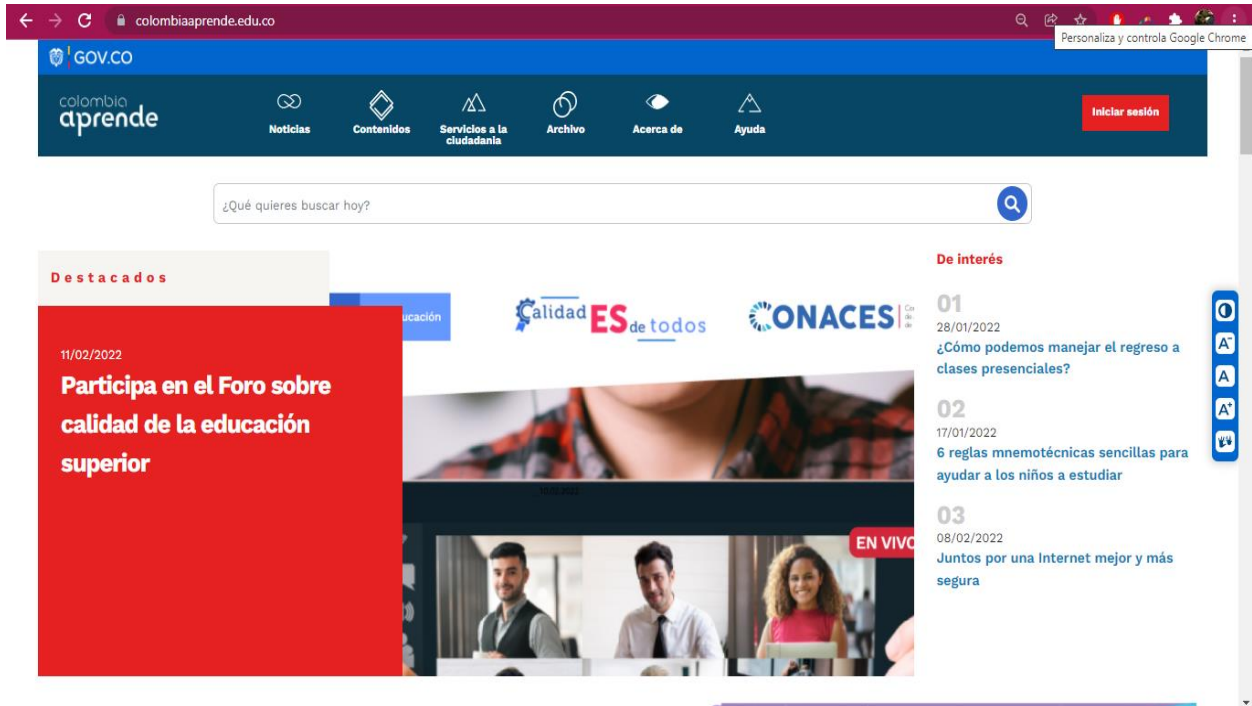 colombiaaprende.edu.co
Personaliza y controla Google Chrome
GOV.CO
colombia
aprende
Noticias
Contenidos
Servicios a la
ciudadania
Archivo
Acerca de
Ayuda
Iniciar sesión
¿Qué quieres buscar hoy?
Destacados
11/02/2022
Participa en el Foro sobre
calidad de la educación
superior
ucación
Calidad ES de todos
CONACES
10/02/2022
EN VIVO
De interés
01
28/01/2022
¿Cómo podemos manejar el regreso a
clases presenciales?
02
17/01/2022
6 reglas mnemotécnicas sencillas para
ayudar a los niños a estudiar
03
08/02/2022
Juntos por una Internet mejor y más
segura
A-
A
A+